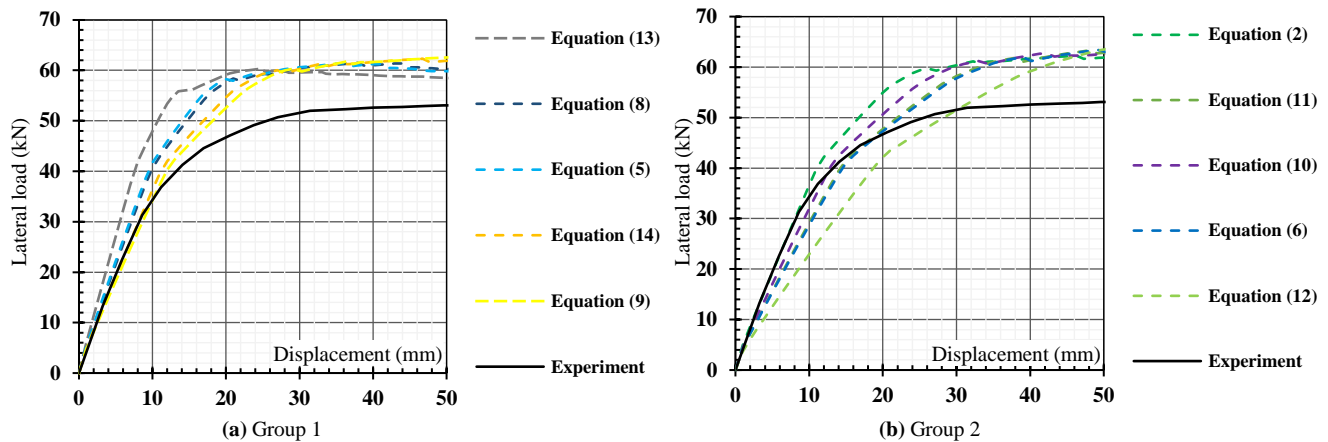 70
60
50
40
30
20
10
0
Lateral load (kN)
Displacement (mm)
0 10 20 30 40 50
Equation (13)
Equation (8)
Equation (5)
Equation (14)
Equation (9)
Experiment
(a) Group 1
70
60
50
40
30
20
10
0
Lateral load (kN)
Displacement (mm)
0 10 20 30 40 50
Equation (2)
Equation (11)
Equation (10)
Equation (6)
Equation (12)
Experiment
(b) Group 2